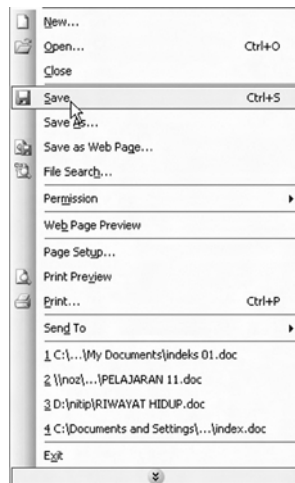 New...
Open... Ctrl+O
Close
Save Ctrl+S
Save As...
Save as Web Page...
File Search...
Permission
Web Page Preview
Page Setup...
Print Preview
Print... Ctrl+P
Send To
1 C:\...\My Documents\indeks 01.doc
2 \\noz\...\PELAJARAN 11.doc
3 D:\nitip\RIWAYAT HIDUP.doc
4 C:\Documents and Settings\...\index.doc
Exit